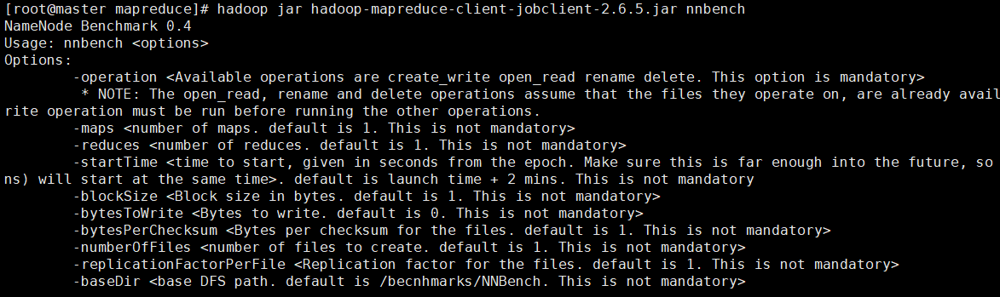 [root@master mapreduce]# hadoop jar hadoop-mapreduce-client-jobclient-2.6.5.jar nnbench
NameNode Benchmark 0.4
Usage: nnbench <options>
Options:
        -operation <Available operations are create_write open_read rename delete. This option is mandatory>
         * NOTE: The open_read, rename and delete operations assume that the files they operate on, are already avail
rite operation must be run before running the other operations.
        -maps <number of maps. default is 1. This is not mandatory>
        -reduces <number of reduces. default is 1. This is not mandatory>
        -startTime <time to start, given in seconds from the epoch. Make sure this is far enough into the future, so
ns) will start at the same time>. default is launch time + 2 mins. This is not mandatory
        -blockSize <Block size in bytes. default is 1. This is not mandatory>
        -bytesToWrite <Bytes to write. default is 0. This is not mandatory>
        -bytesPerChecksum <Bytes per checksum for the files. default is 1. This is not mandatory>
        -numberOfFiles <number of files to create. default is 1. This is not mandatory>
        -replicationFactorPerFile <Replication factor for the files. default is 1. This is not mandatory>
        -baseDir <base DFS path. default is /becnhmarks/NNBench. This is not mandatory>